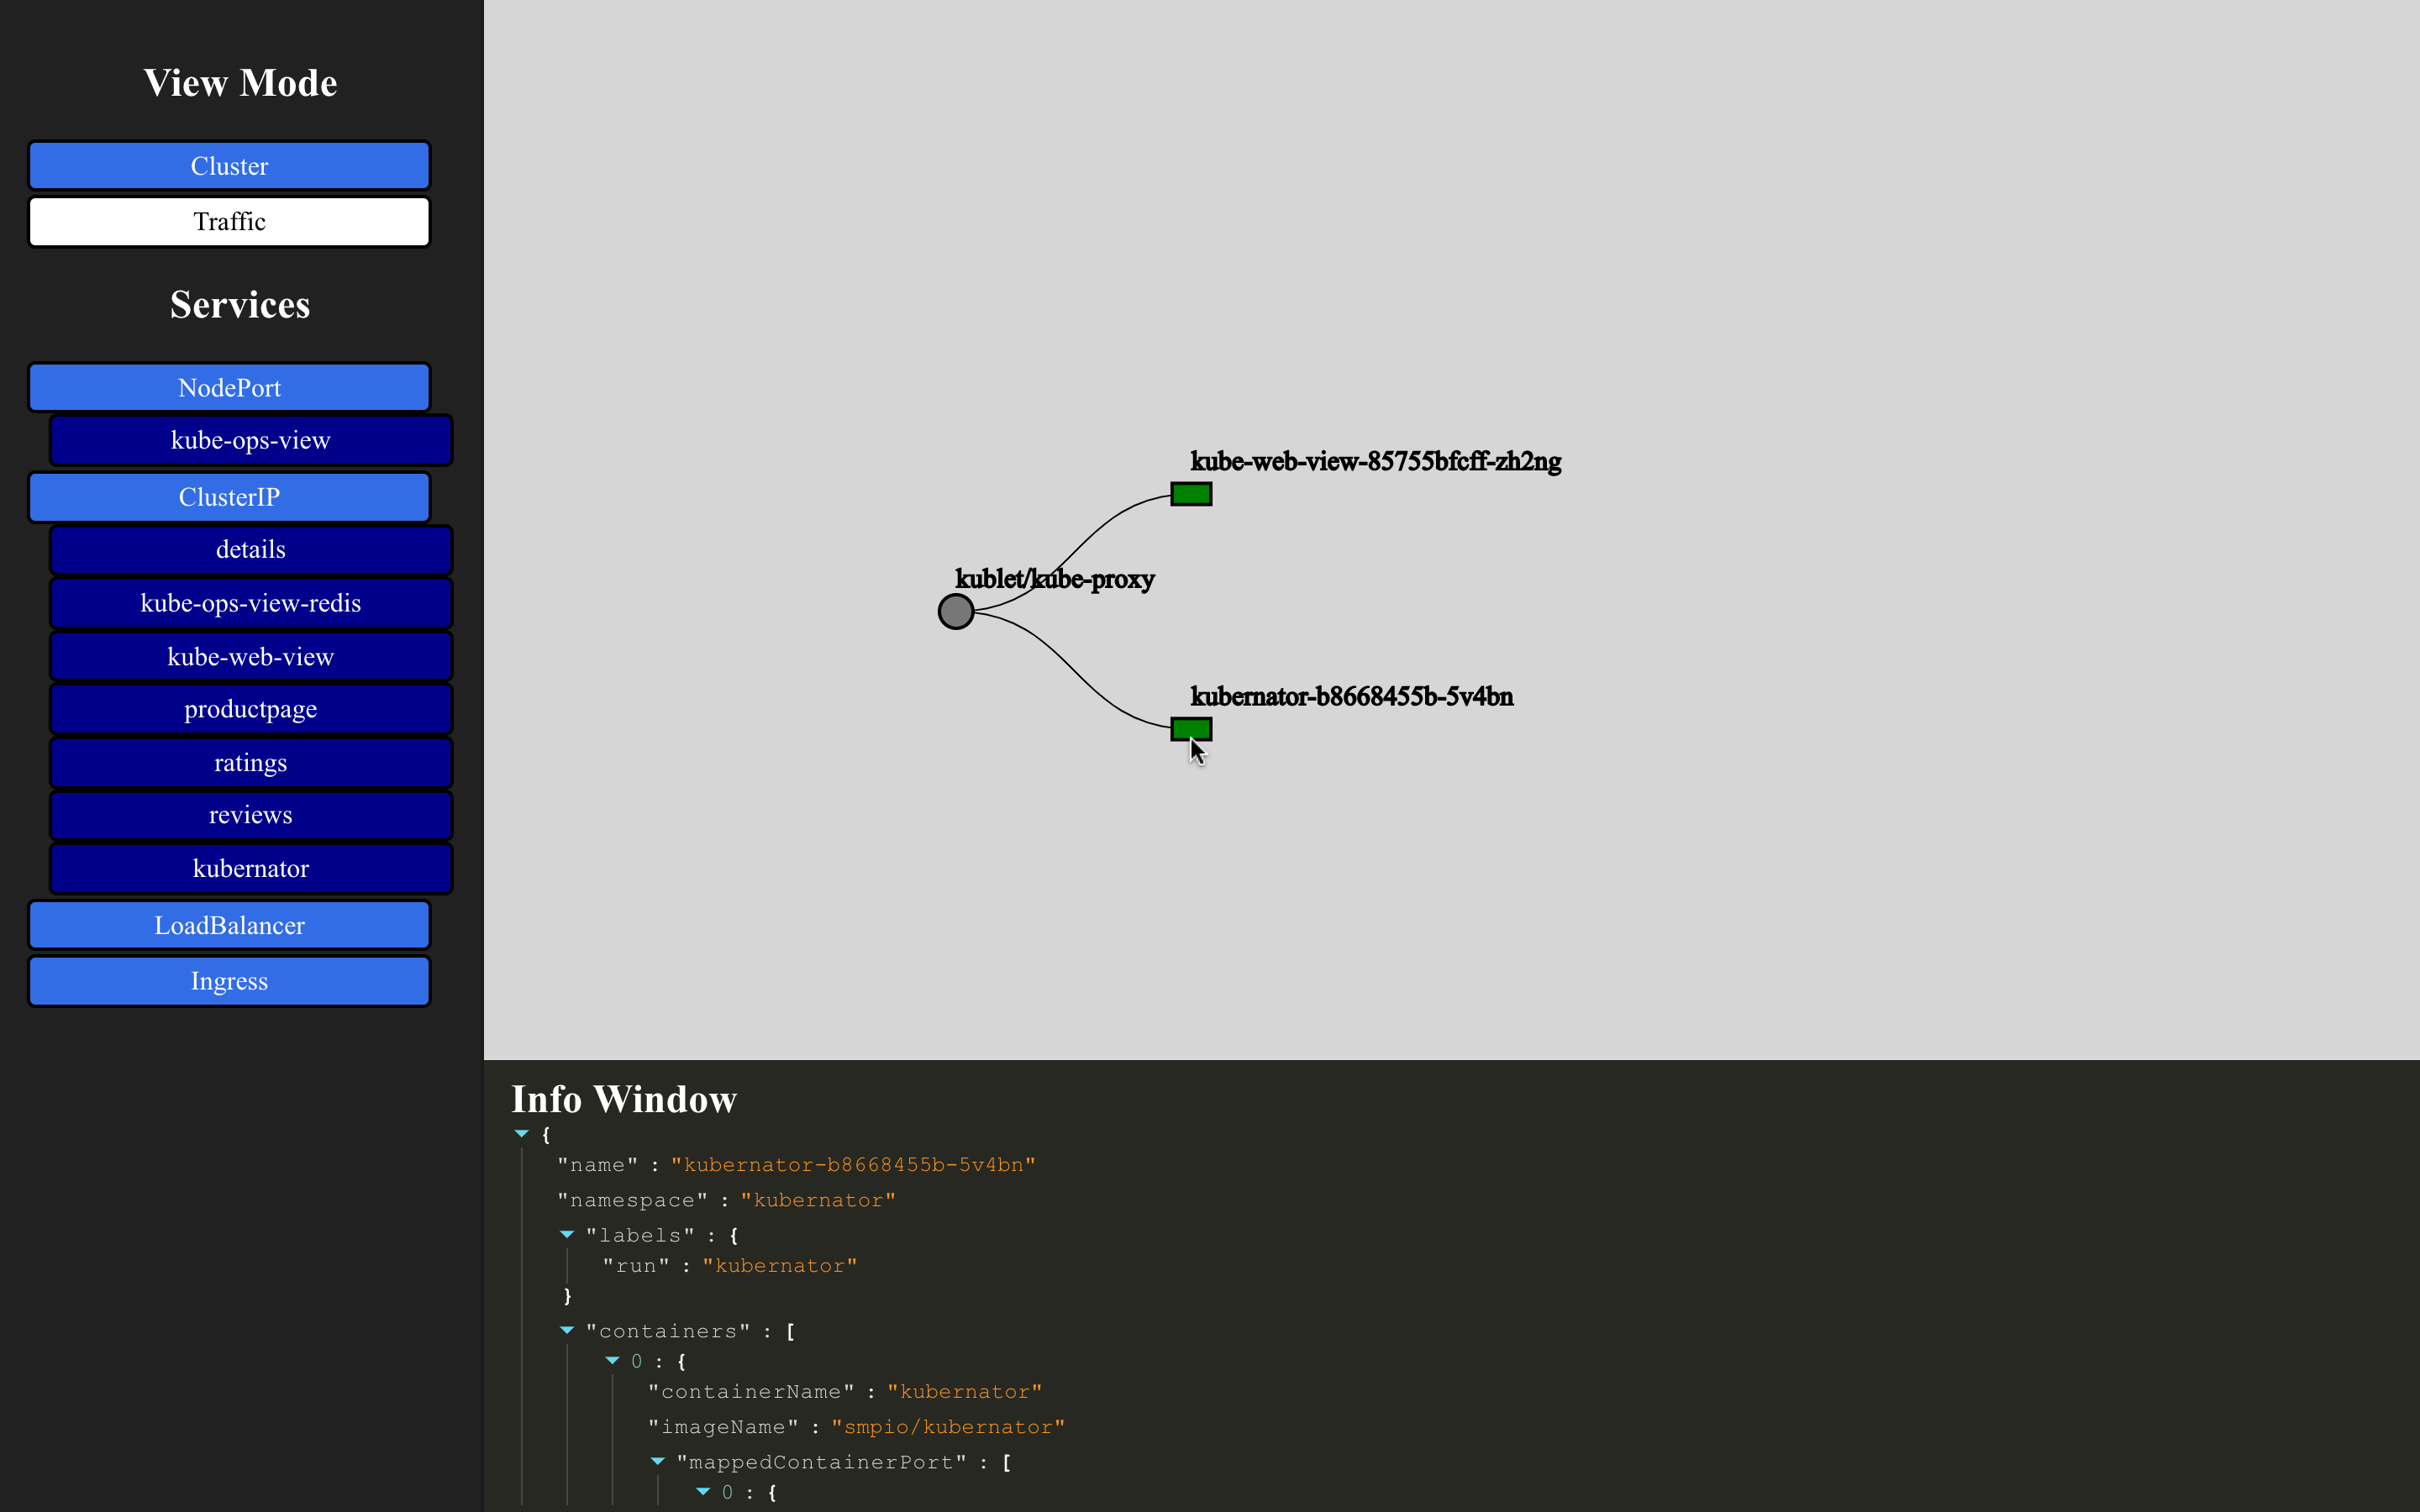 View Mode
Cluster
Traffic
Services
NodePort
kube-ops-view
ClusterIP
details
kube-ops-view-redis
kube-web-view
productpage
ratings
reviews
kubernator
LoadBalancer
Ingress
kube-web-view-85755bfcff-zh2ng
kublet/kube-proxy
kubernator-b8668455b-5v4bn
Info Window
{
"name" : "kubernator-b8668455b-5v4bn"
"namespace" : "kubernator"
"labels" : {
"run" : "kubernator"
}
"containers" : [
0 : {
"containerName" : "kubernator"
"imageName" : "smpio/kubernator"
"mappedContainerPort" : [
0 : {